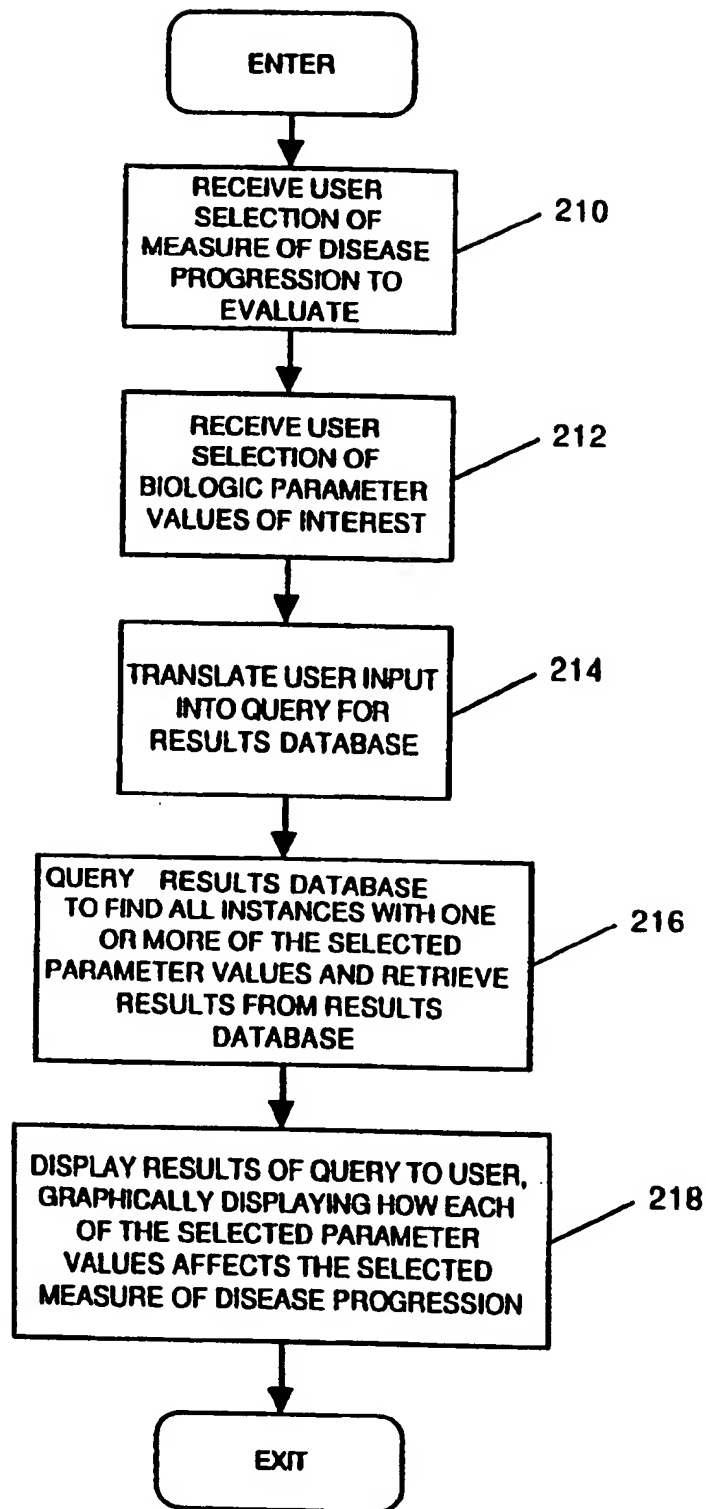 ENTER
RECEIVE USER
SELECTION OF
MEASURE OF DISEASE
PROGRESSION TO
EVALUATE
210
RECEIVE USER
SELECTION OF
BIOLOGIC PARAMETER
VALUES OF INTEREST
212
TRANSLATE USER INPUT
INTO QUERY FOR
RESULTS DATABASE
214
QUERY RESULTS DATABASE
TO FIND ALL INSTANCES WITH ONE
OR MORE OF THE SELECTED
PARAMETER VALUES AND RETRIEVE
RESULTS FROM RESULTS
DATABASE
216
DISPLAY RESULTS OF QUERY TO USER,
GRAPHICALLY DISPLAYING HOW EACH
OF THE SELECTED PARAMETER
VALUES AFFECTS THE SELECTED
MEASURE OF DISEASE PROGRESSION
218
EXIT